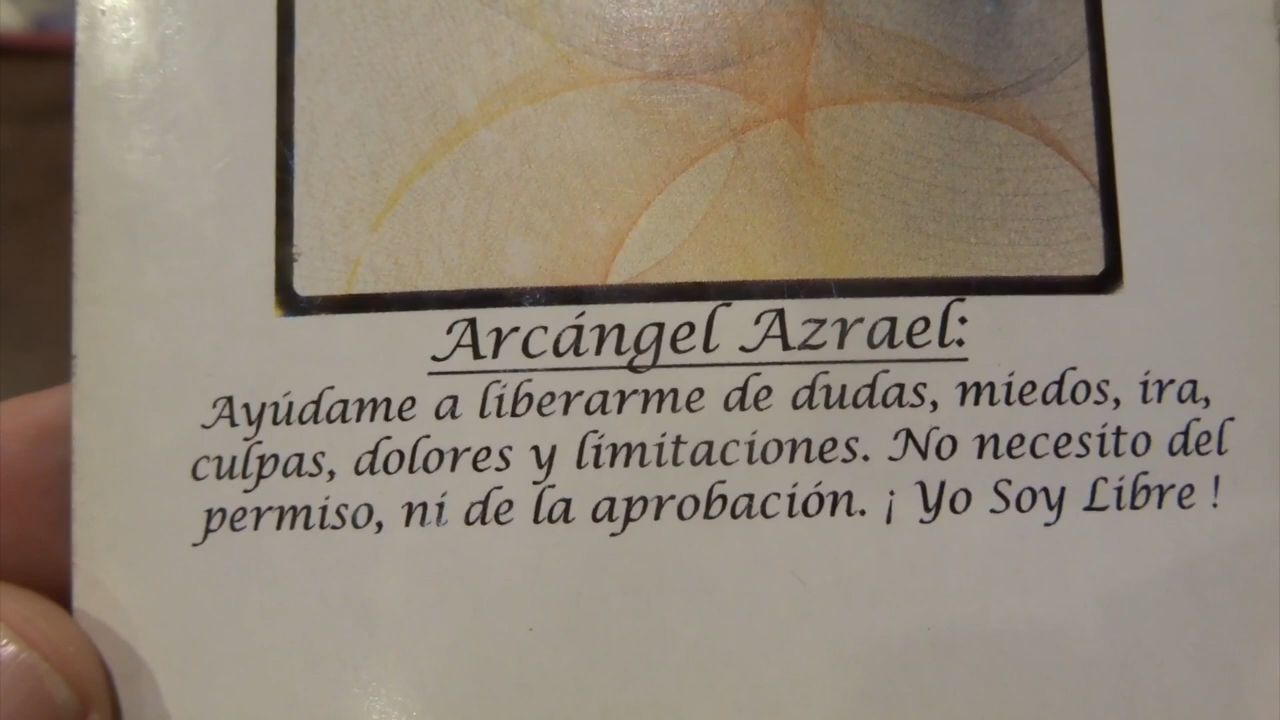 Arcángel Azrael:
Ayúdame a liberarme de dudas, miedos, ira,
culpas, dolores y limitaciones. No necesito del
permiso, ni de la aprobación. ¡ Yo Soy Libre !